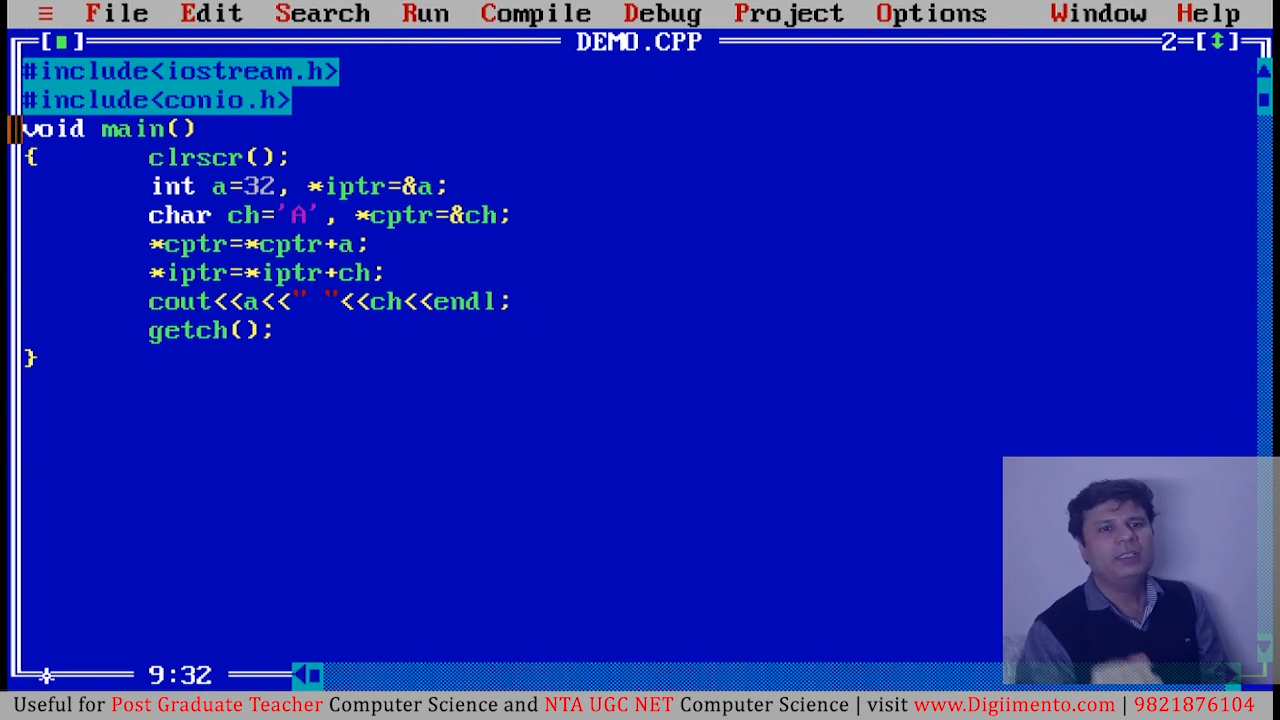 ≡ File Edit Search Run Compile Debug Project Options Window Help
[■] DEMO.CPP 2=[↕]
#include<iostream.h>
#include<conio.h>
void main()
{ clrscr();
int a=32, *iptr=&a;
char ch='A', *cptr=&ch;
*cptr=*cptr+a;
*iptr=*iptr+ch;
cout<<a<<" "<<ch<<endl;
getch();
}
9:32
Useful for Post Graduate Teacher Computer Science and NTA UGC NET Computer Science | visit www.Digiimento.com | 9821876104